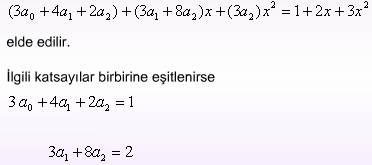 (3a₀ +4a₁ +2a₂) + (3a₁ +8a₂)x + (3a₂)x² = 1+2x+3x²
elde edilir.
İlgili katsayılar birbirine eşitlenirse
3a₀ +4a₁ +2a₂ = 1
3a₁ +8a₂ = 2